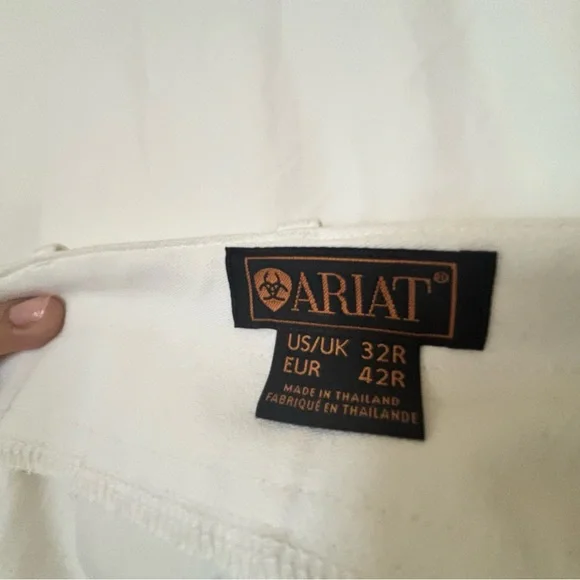 ARIAT®
US/UK 32R
EUR 42R
MADE IN THAILAND
FABRIQUÉ EN THAILANDE